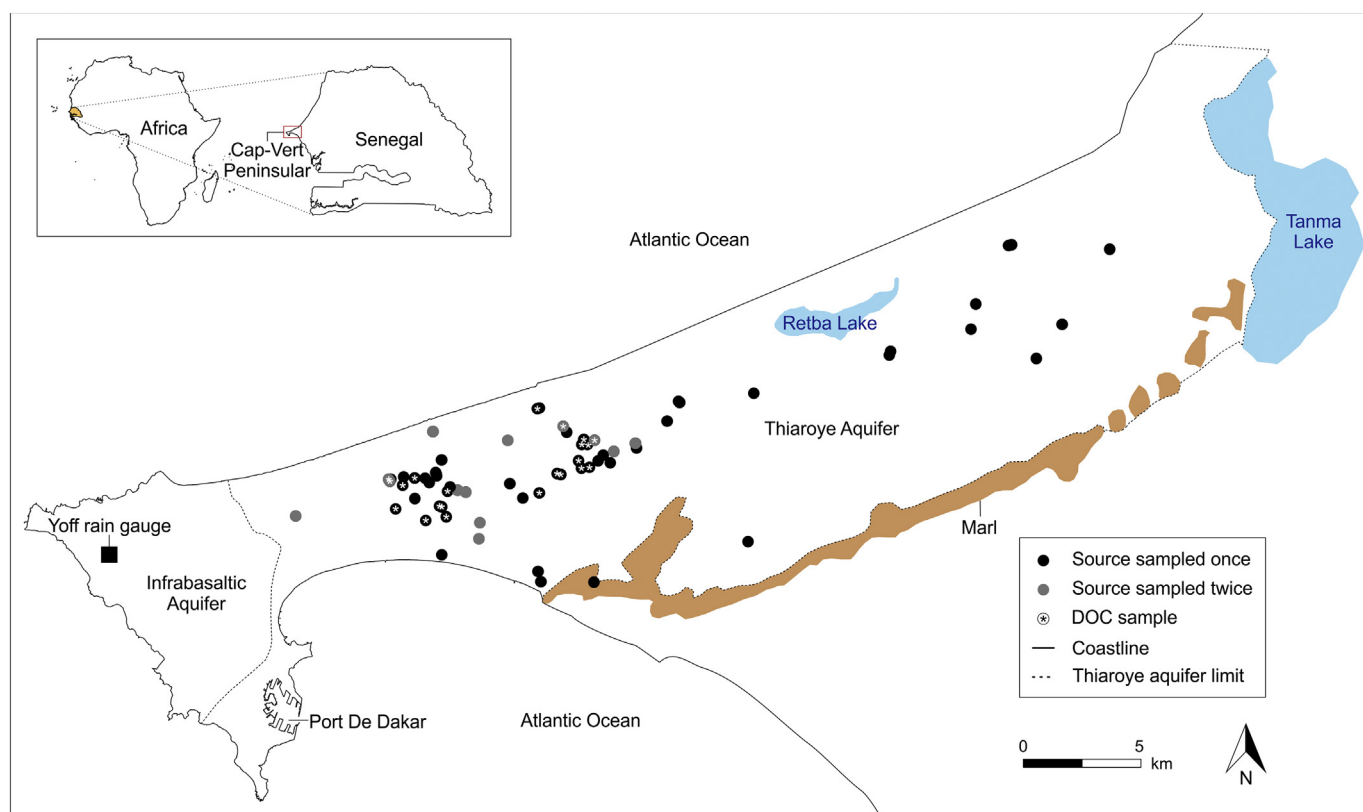 Africa
Senegal
Cap-Vert
Peninsular
Atlantic Ocean
Tanma
Lake
Retba Lake
Thiaroye Aquifer
Yoff rain gauge
Marl
Infrabasaltic
Aquifer
Port De Dakar
Atlantic Ocean
Source sampled once
Source sampled twice
DOC sample
Coastline
Thiaroye aquifer limit
0 5
km
N